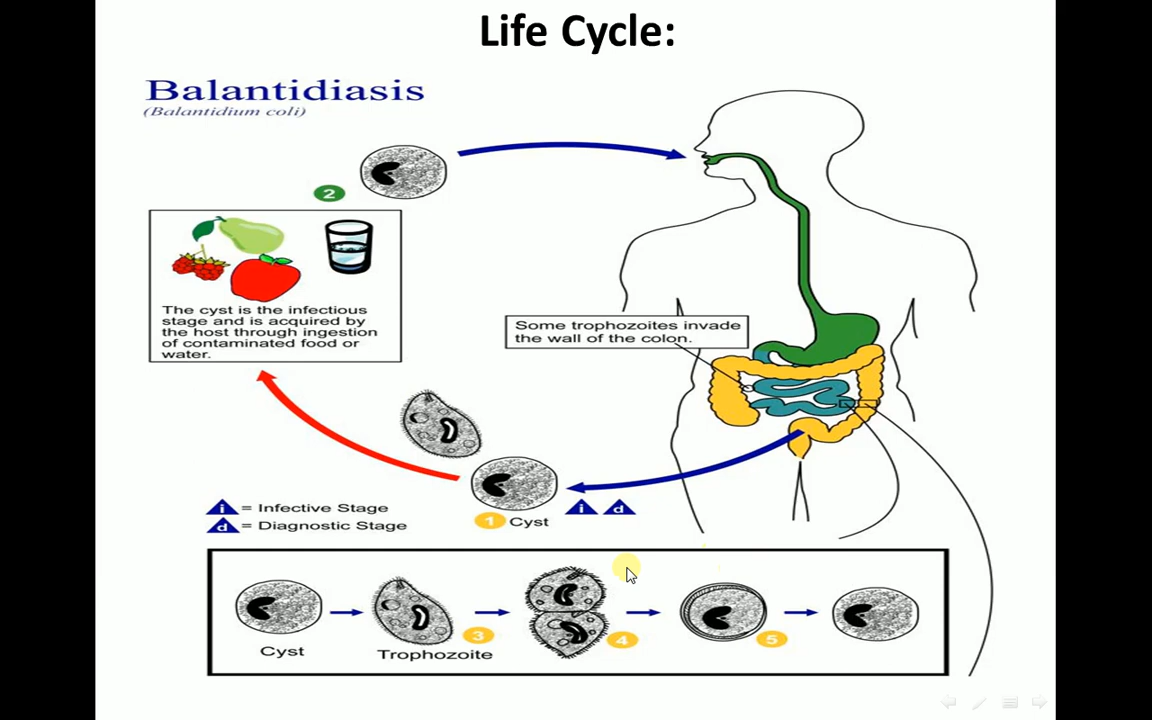 Life Cycle:
Balantidiasis
(Balantidium coli)
2
The cyst is the infectious
stage and is acquired by
the host through ingestion
of contaminated food or
water.
Some trophozoites invade
the wall of the colon.
i = Infective Stage
d = Diagnostic Stage
1 Cyst
i d
Cyst
Trophozoite
3
4
5